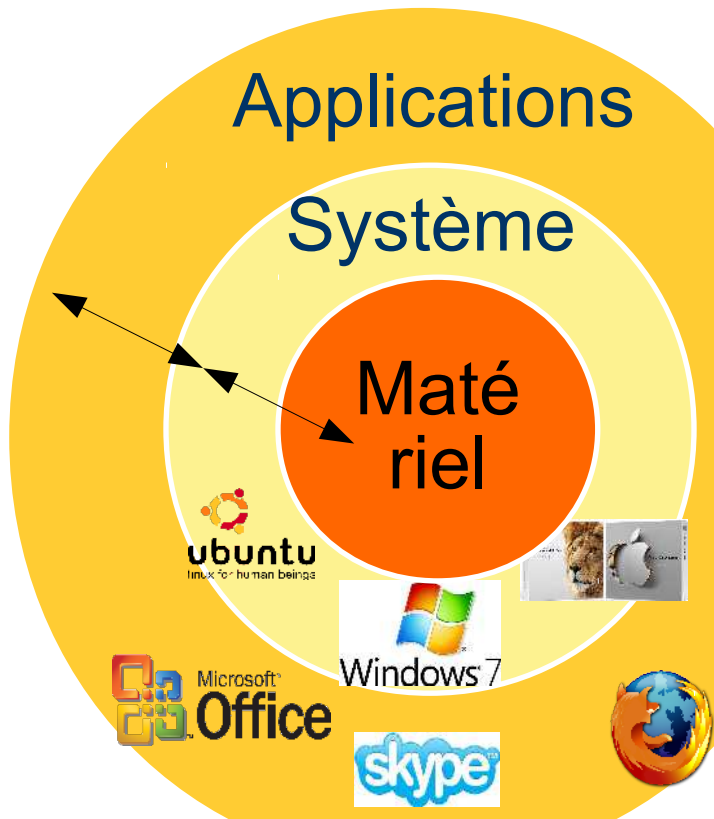 Applications
Système
Maté
riel
ubuntu
linux for human beings
Windows 7
Microsoft
Office
skype